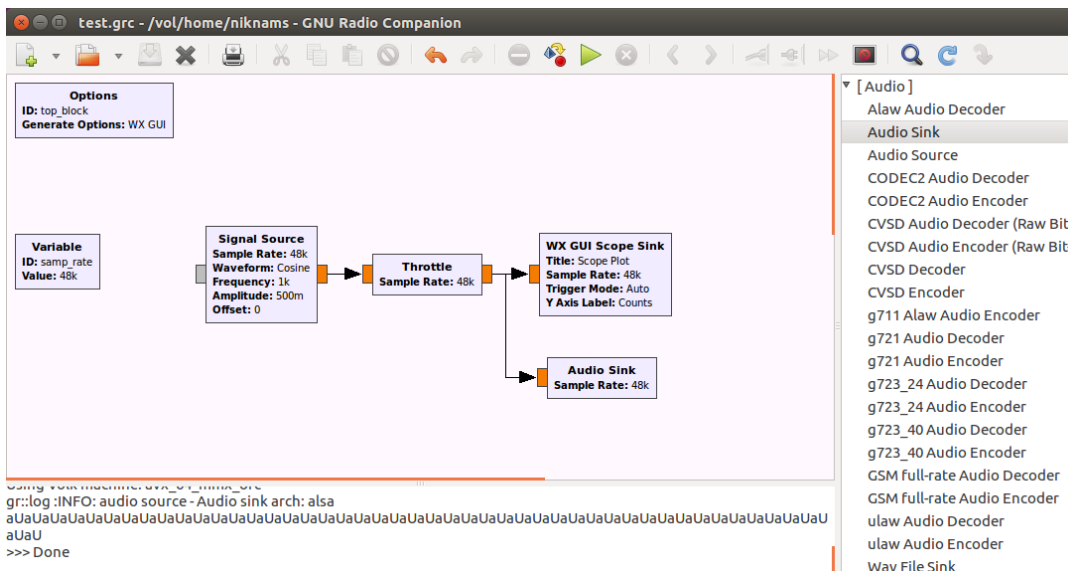 test.grc - /vol/home/niknams - GNU Radio Companion
Options
ID: top_block
Generate Options: WX GUI
Variable
ID: samp_rate
Value: 48k
Signal Source
Sample Rate: 48k
Waveform: Cosine
Frequency: 1k
Amplitude: 500m
Offset: 0
Throttle
Sample Rate: 48k
WX GUI Scope Sink
Title: Scope Plot
Sample Rate: 48k
Trigger Mode: Auto
Y Axis Label: Counts
Audio Sink
Sample Rate: 48k
gr::log :INFO: audio source - Audio sink arch: alsa
aUaUaUaUaUaUaUaUaUaUaUaUaUaUaUaUaUaUaUaUaUaUaUaUaUaUaUaUaUaUaUaUaUaUaUaUaUaUaUaUaUaUaUaUaUaU
aUaU
>>> Done
[ Audio ]
Alaw Audio Decoder
Audio Sink
Audio Source
CODEC2 Audio Decoder
CODEC2 Audio Encoder
CVSD Audio Decoder (Raw Bit
CVSD Audio Encoder (Raw Bit
CVSD Decoder
CVSD Encoder
g711 Alaw Audio Encoder
g721 Audio Decoder
g721 Audio Encoder
g723_24 Audio Decoder
g723_24 Audio Encoder
g723_40 Audio Decoder
g723_40 Audio Encoder
GSM full-rate Audio Decoder
GSM full-rate Audio Encoder
ulaw Audio Decoder
ulaw Audio Encoder
Wav File Sink